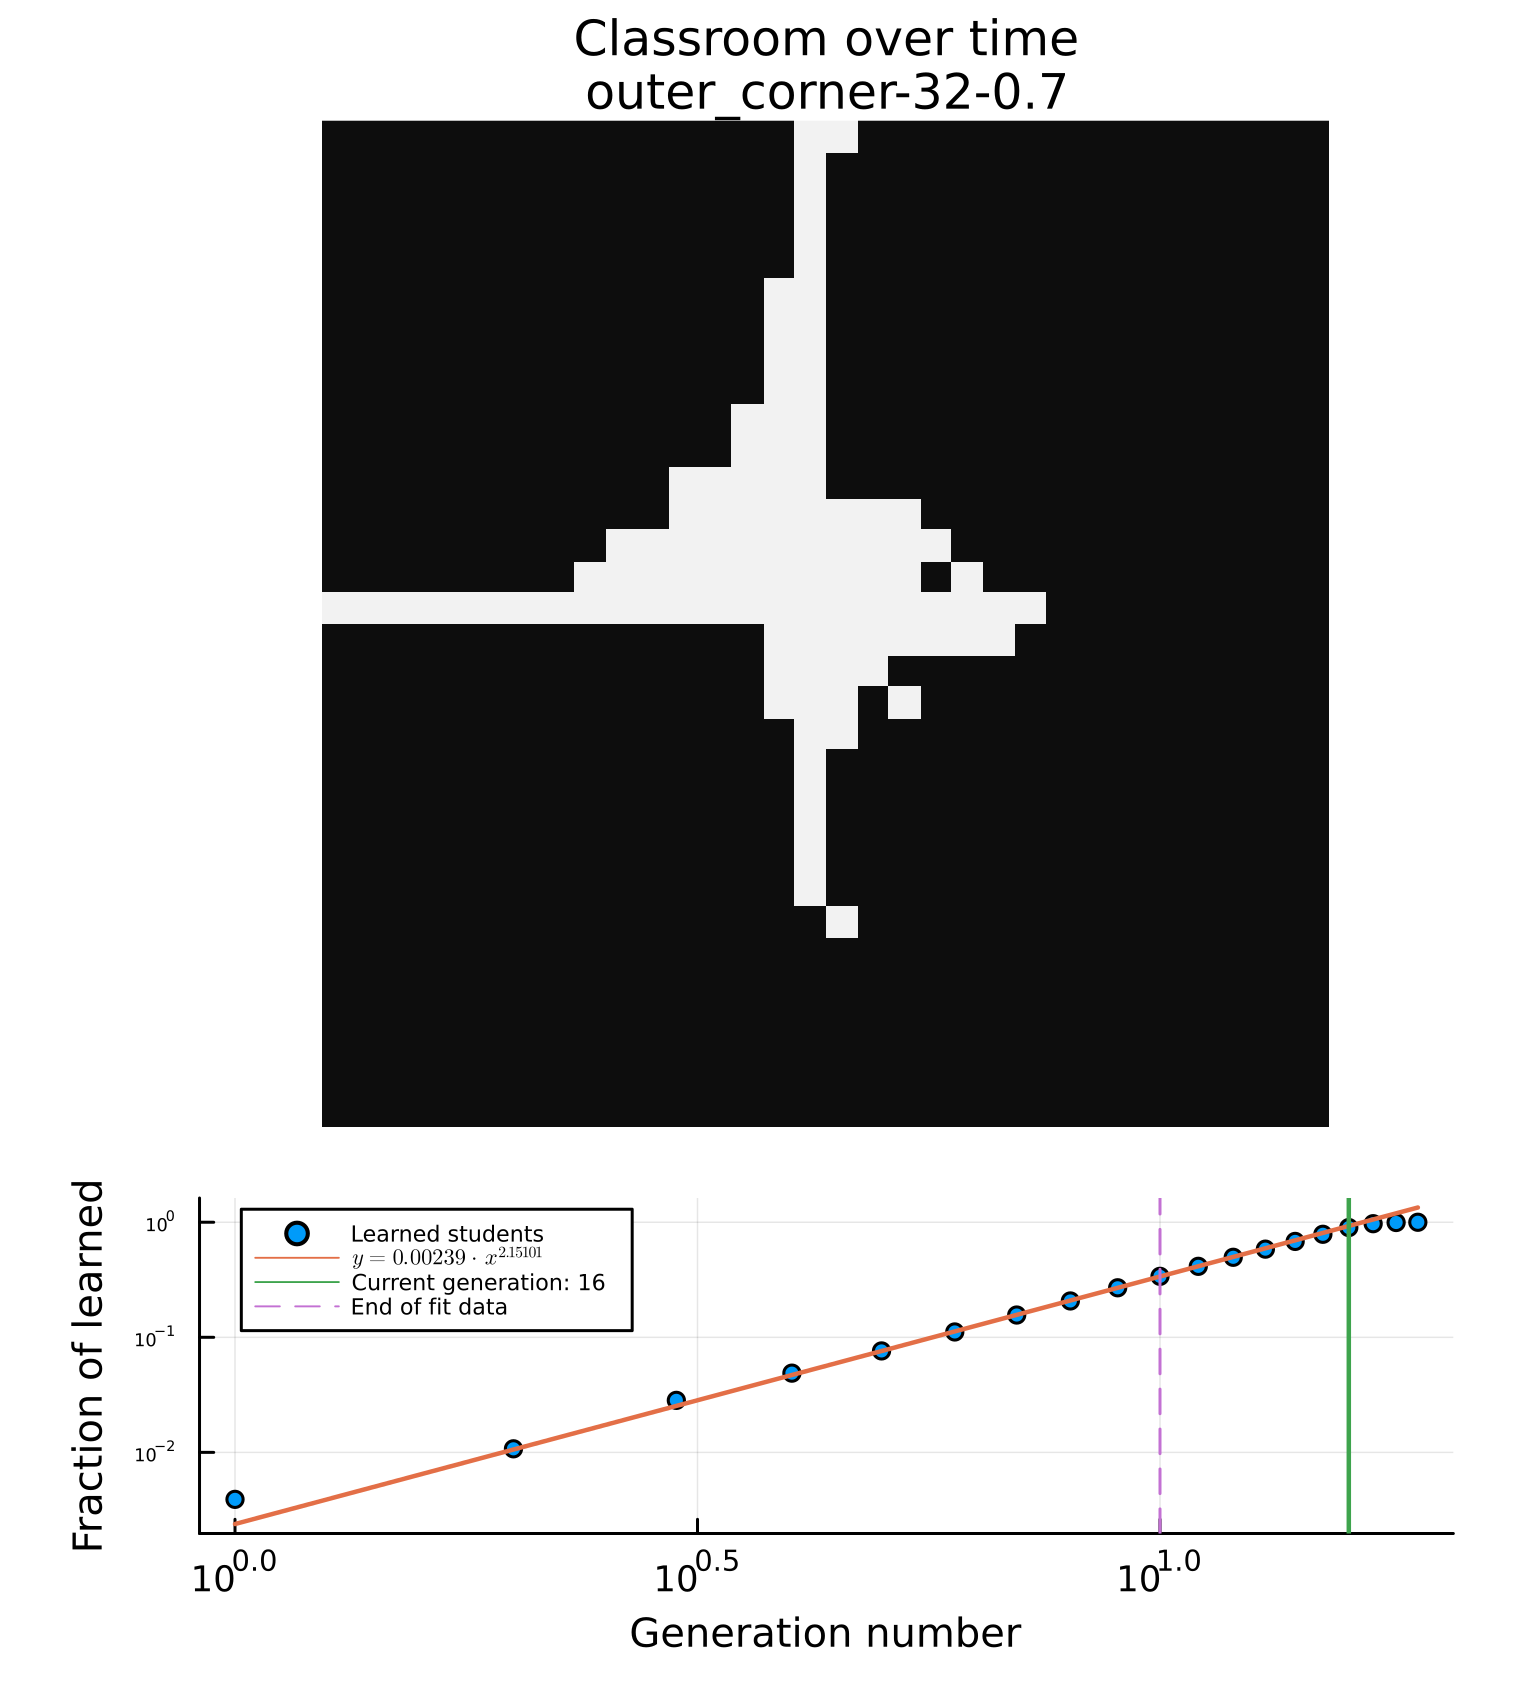 Classroom over time
outer_corner-32-0.7
Fraction of learned
10⁰
10⁻¹
10⁻²
Learned students
y = 0.00239 · x^2.15101
Current generation: 16
End of fit data
10^0.0
10^0.5
10^1.0
Generation number